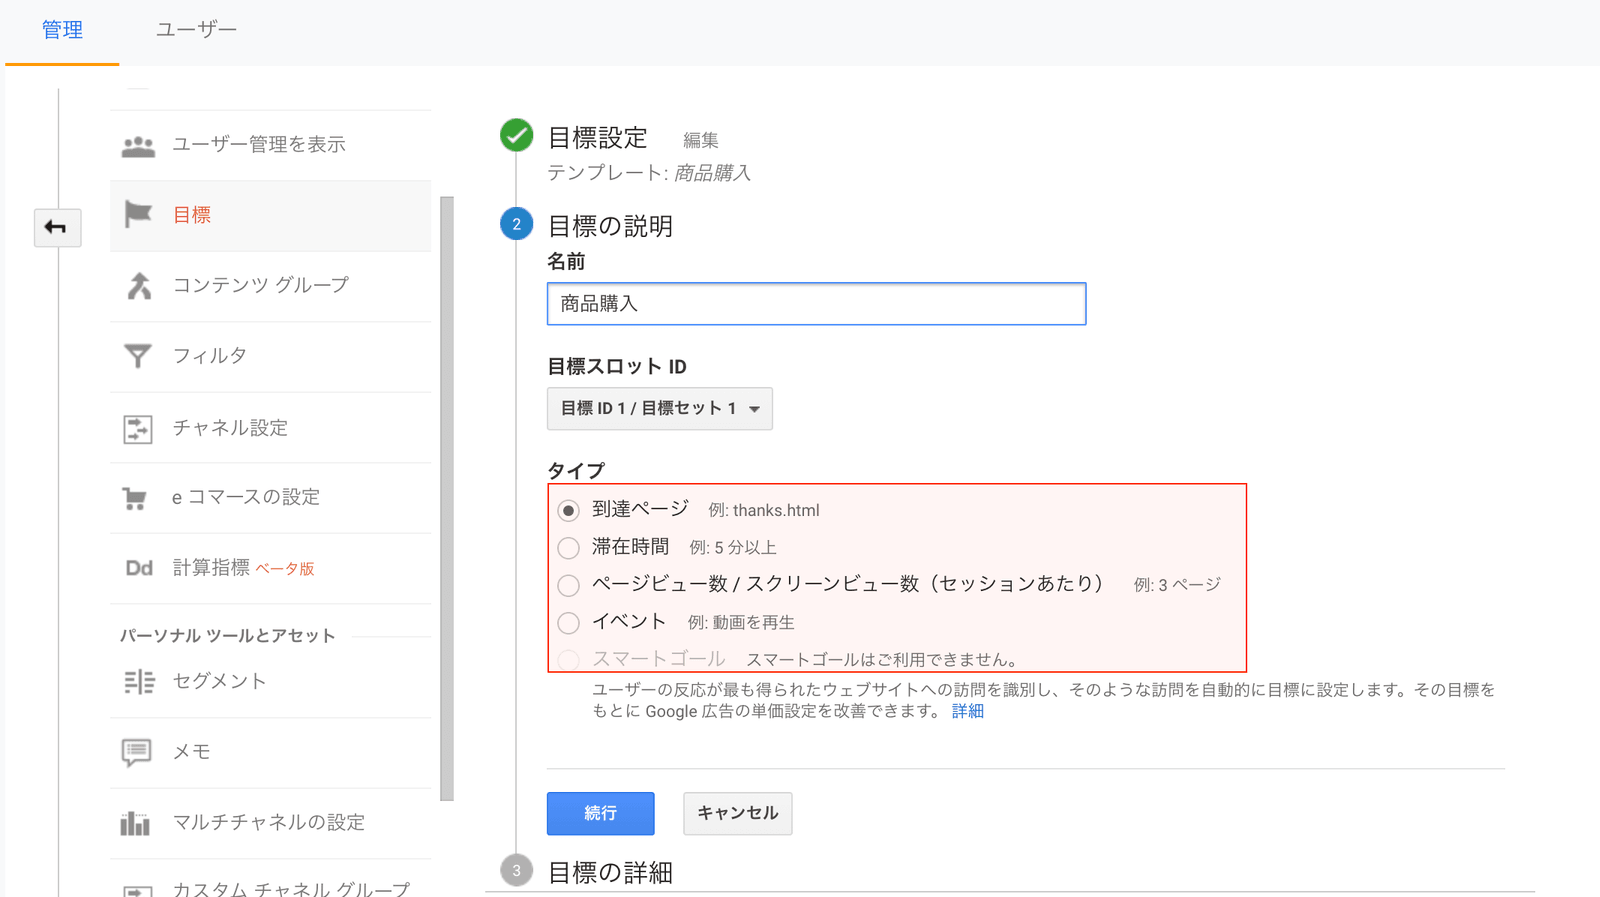 管理
ユーザー
ユーザー管理を表示
目標
コンテンツ グループ
フィルタ
チャネル設定
e コマースの設定
Dd 計算指標 ベータ版
パーソナル ツールとアセット
セグメント
メモ
マルチチャネルの設定
カスタム チャネル グループ
目標設定 編集
テンプレート: 商品購入
2 目標の説明
名前
商品購入
目標スロット ID
目標 ID 1 / 目標セット 1
タイプ
到達ページ 例: thanks.html
滞在時間 例: 5 分以上
ページビュー数 / スクリーンビュー数（セッションあたり） 例: 3 ページ
イベント 例: 動画を再生
スマートゴール スマートゴールはご利用できません。
ユーザーの反応が最も得られたウェブサイトへの訪問を識別し、そのような訪問を自動的に目標に設定します。その目標を
もとに Google 広告の単価設定を改善できます。 詳細
続行 キャンセル
3 目標の詳細